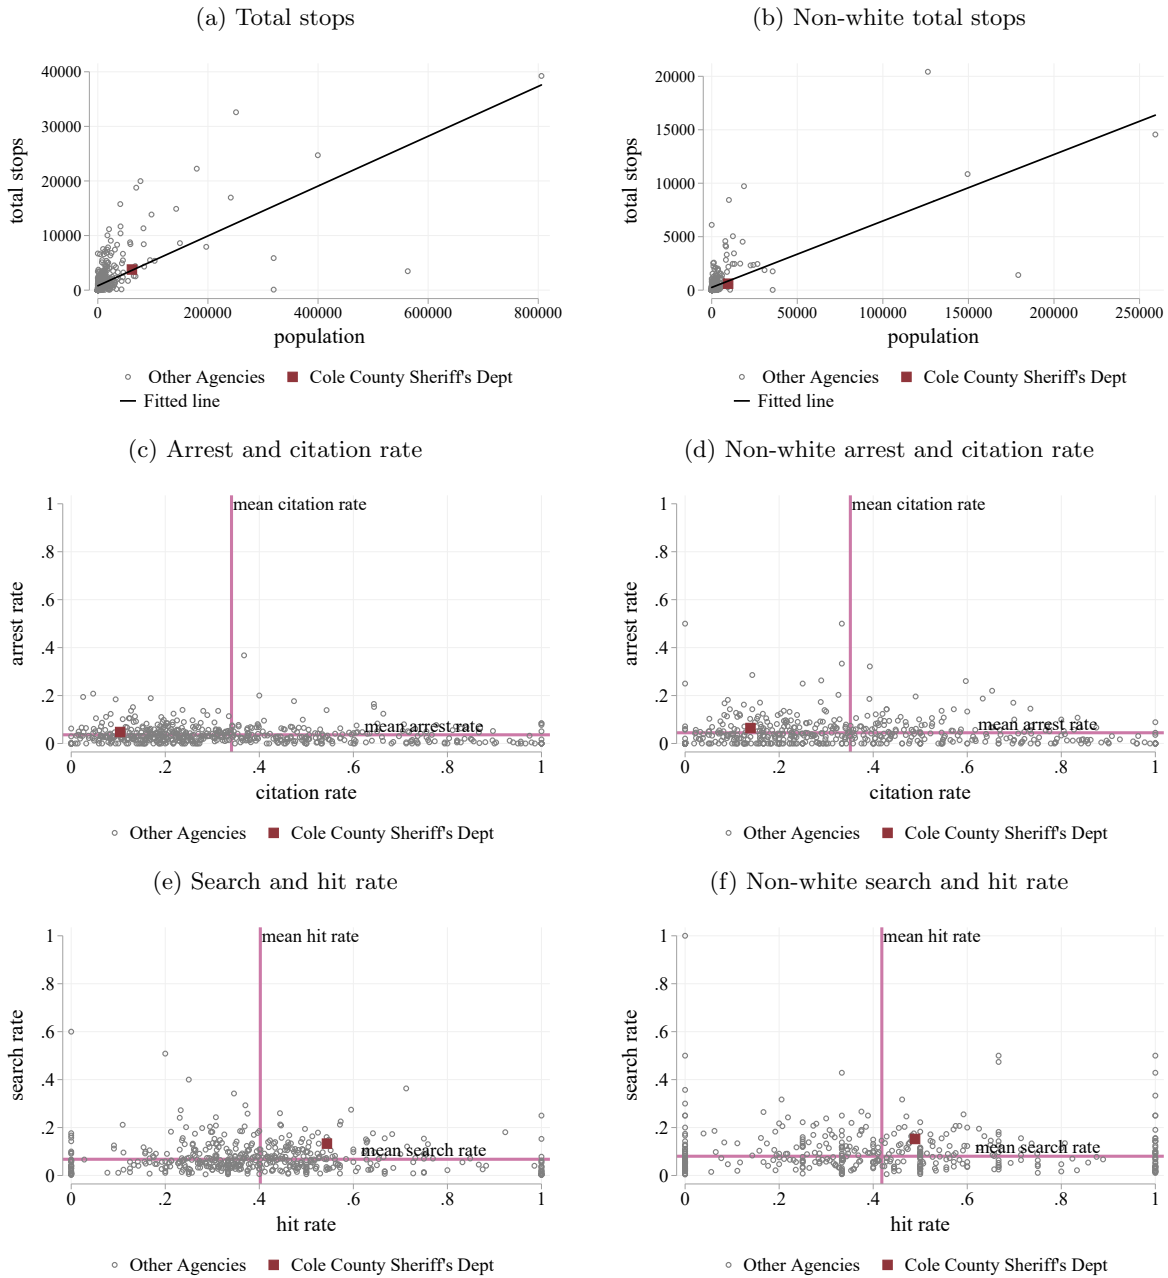 (a) Total stops
(b) Non-white total stops
total stops
40000
30000
20000
10000
0
0 200000 400000 600000 800000
population
Other Agencies Cole County Sheriff's Dept
Fitted line
total stops
20000
15000
10000
5000
0
0 50000 100000 150000 200000 250000
population
Other Agencies Cole County Sheriff's Dept
Fitted line
(c) Arrest and citation rate
(d) Non-white arrest and citation rate
arrest rate
1
.8
.6
.4
.2
0
mean citation rate
mean arrest rate
0 .2 .4 .6 .8 1
citation rate
Other Agencies Cole County Sheriff's Dept
arrest rate
1
.8
.6
.4
.2
0
mean citation rate
mean arrest rate
0 .2 .4 .6 .8 1
citation rate
Other Agencies Cole County Sheriff's Dept
(e) Search and hit rate
(f) Non-white search and hit rate
search rate
1
.8
.6
.4
.2
0
mean hit rate
mean search rate
0 .2 .4 .6 .8 1
hit rate
Other Agencies Cole County Sheriff's Dept
search rate
1
.8
.6
.4
.2
0
mean hit rate
mean search rate
0 .2 .4 .6 .8 1
hit rate
Other Agencies Cole County Sheriff's Dept